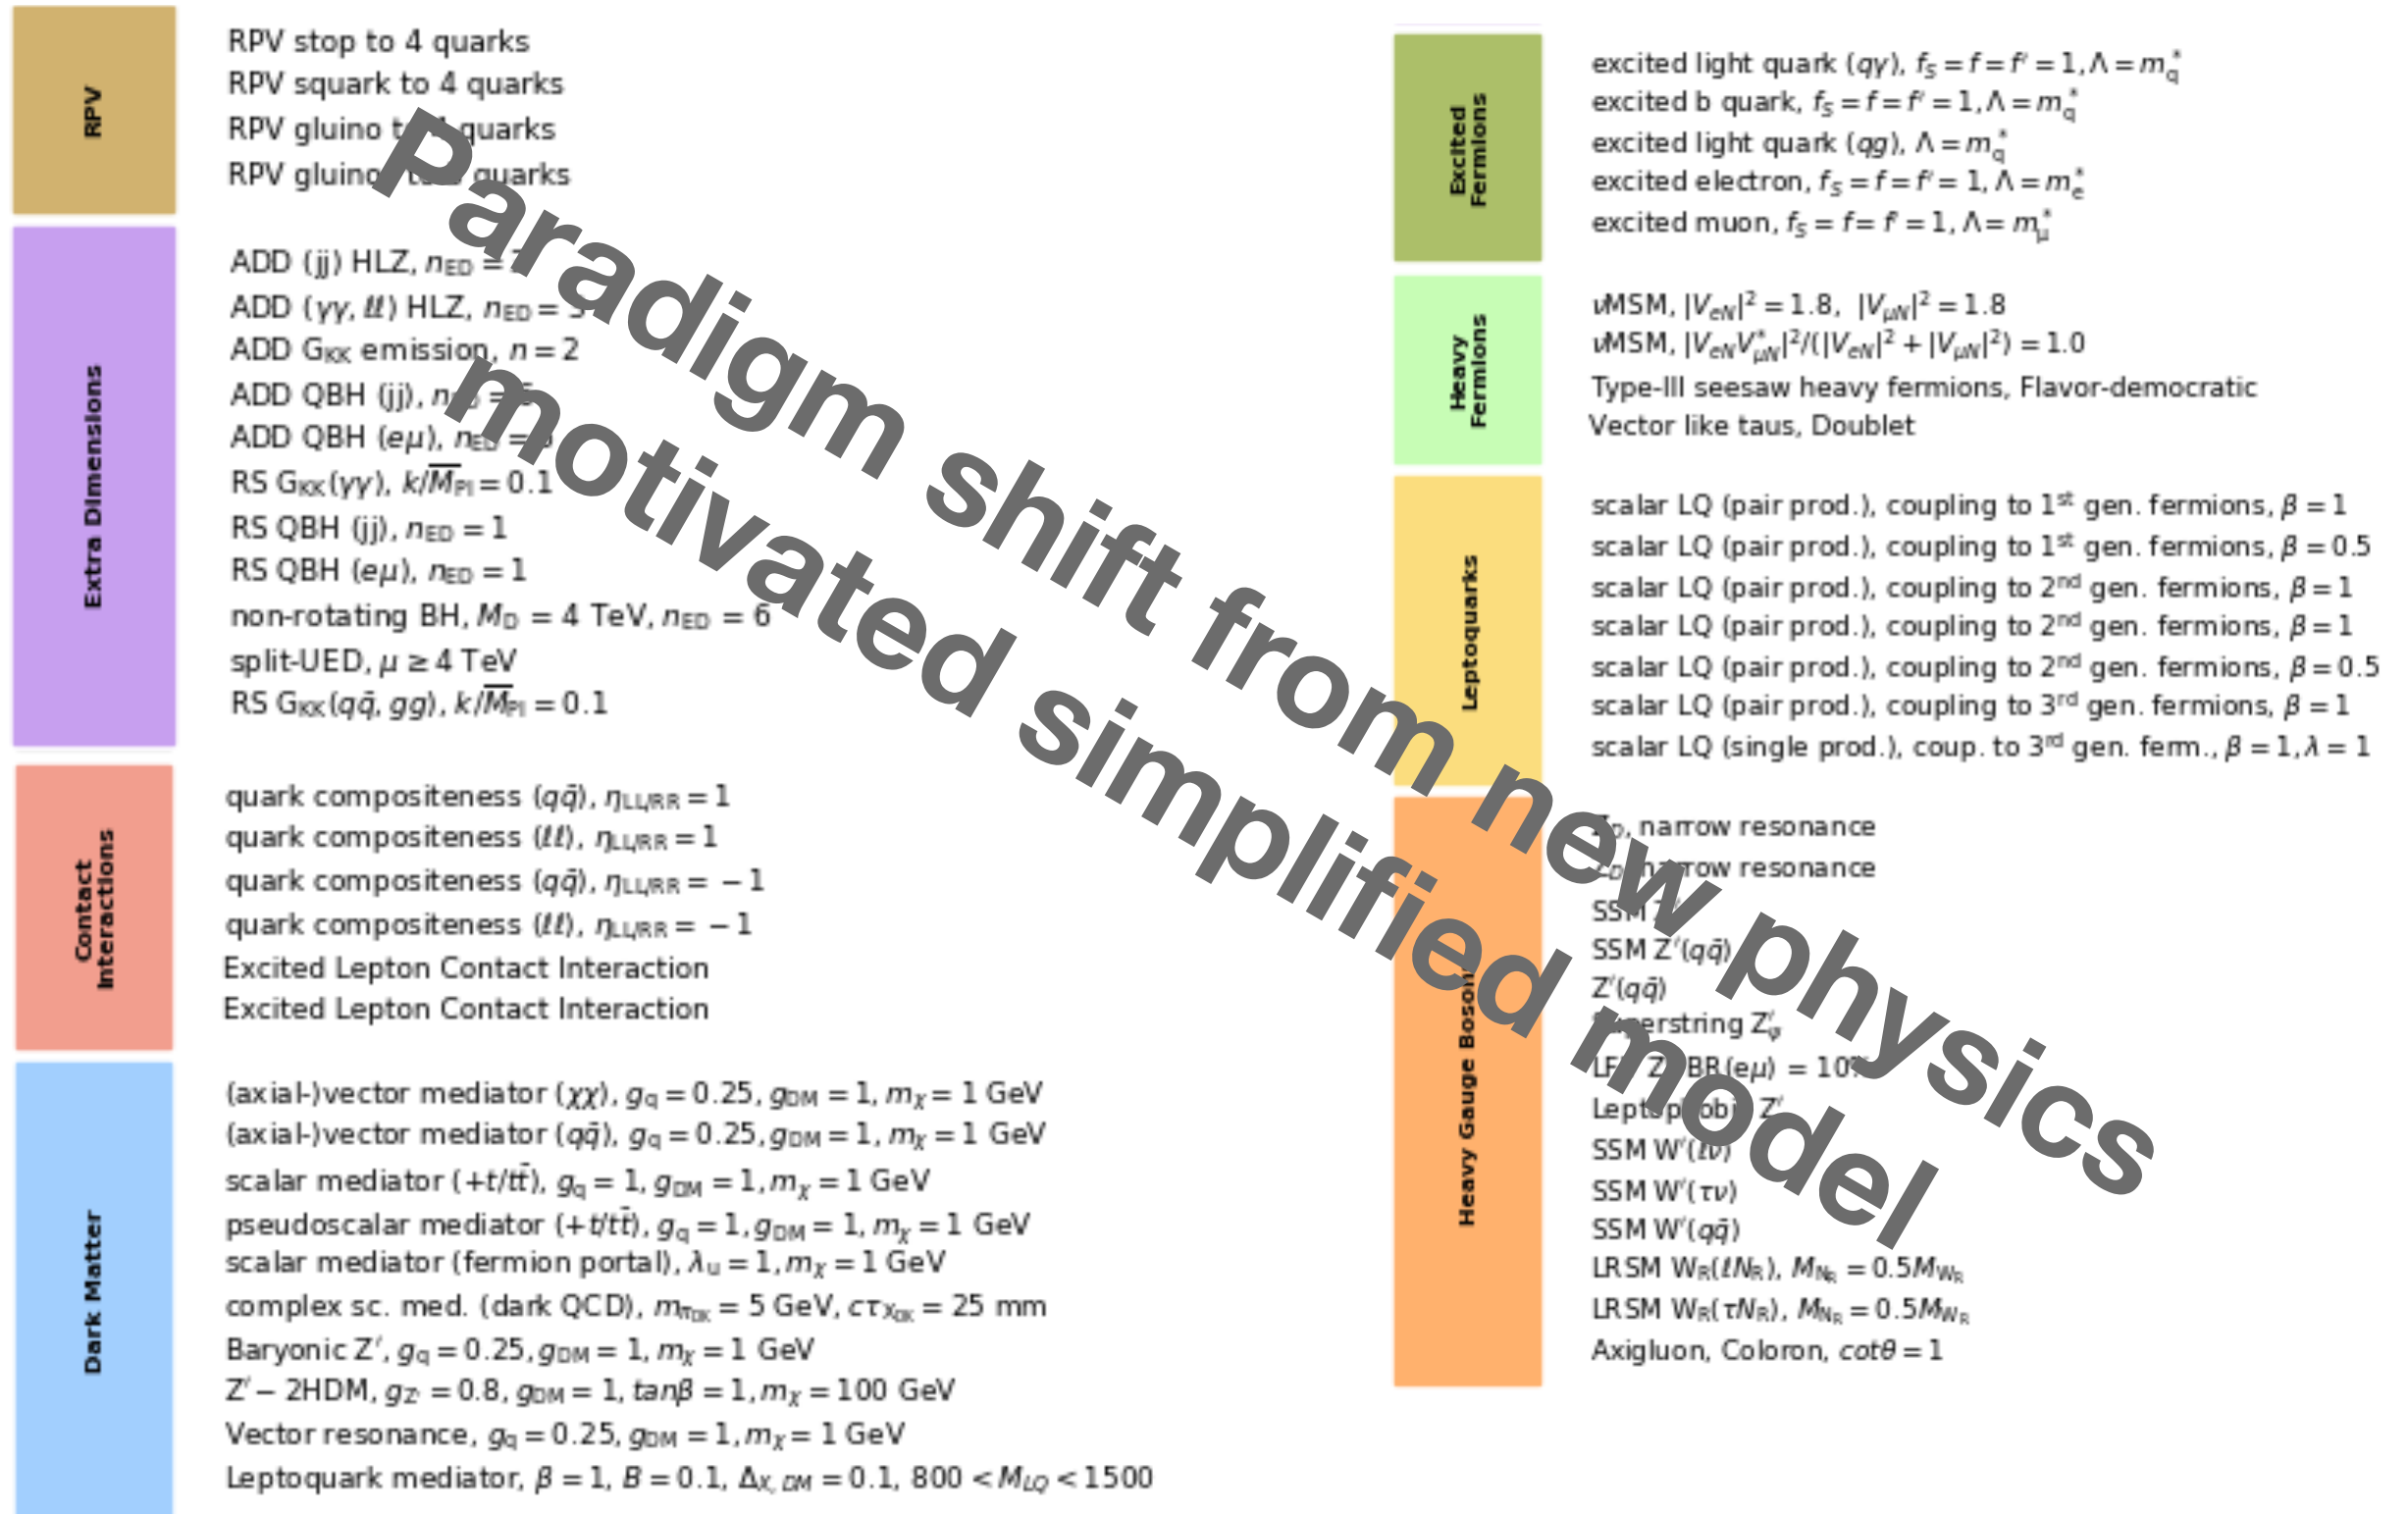 RPV
RPV stop to 4 quarks
RPV squark to 4 quarks
RPV gluino to 4 quarks
RPV gluino quarks
Extra Dimensions
ADD (jj) HLZ, n_ED =
ADD (γγ, ℓℓ) HLZ, n_ED =
ADD G_KK emission, n = 2
ADD QBH (jj), n =
ADD QBH (eμ), n_ED =
RS G_KK(γγ), k/M̅_Pl = 0.1
RS QBH (jj), n_ED = 1
RS QBH (eμ), n_ED = 1
non-rotating BH, M_D = 4 TeV, n_ED = 6
split-UED, μ ≥ 4 TeV
RS G_KK(qq̄, gg), k/M̅_Pl = 0.1
Contact
Interactions
quark compositeness (qq̄), η_LL/RR = 1
quark compositeness (ℓℓ), η_LL/RR = 1
quark compositeness (qq̄), η_LL/RR = −1
quark compositeness (ℓℓ), η_LL/RR = −1
Excited Lepton Contact Interaction
Excited Lepton Contact Interaction
Dark Matter
(axial-)vector mediator (χχ), g_q = 0.25, g_DM = 1, m_χ = 1 GeV
(axial-)vector mediator (qq̄), g_q = 0.25, g_DM = 1, m_χ = 1 GeV
scalar mediator (+t/tt̄), g_q = 1, g_DM = 1, m_χ = 1 GeV
pseudoscalar mediator (+t/tt̄), g_q = 1, g_DM = 1, m_χ = 1 GeV
scalar mediator (fermion portal), λ_u = 1, m_χ = 1 GeV
complex sc. med. (dark QCD), m_π_DK = 5 GeV, cτ_X_DK = 25 mm
Baryonic Z′, g_q = 0.25, g_DM = 1, m_χ = 1 GeV
Z′ − 2HDM, g_Z′ = 0.8, g_DM = 1, tanβ = 1, m_χ = 100 GeV
Vector resonance, g_q = 0.25, g_DM = 1, m_χ = 1 GeV
Leptoquark mediator, β = 1, B = 0.1, Δ_X, DM = 0.1, 800 < M_LQ < 1500
Excited
Fermions
excited light quark (qγ), f_S = f = f′ = 1, Λ = m*_q
excited b quark, f_S = f = f′ = 1, Λ = m*_q
excited light quark (qg), Λ = m*_q
excited electron, f_S = f = f′ = 1, Λ = m*_e
excited muon, f_S = f = f′ = 1, Λ = m*_μ
Heavy
Fermions
νMSM, |V_eN|² = 1.8, |V_μN|² = 1.8
νMSM, |V_eN V*_μN|²/(|V_eN|² + |V_μN|²) = 1.0
Type-III seesaw heavy fermions, Flavor-democratic
Vector like taus, Doublet
Leptoquarks
scalar LQ (pair prod.), coupling to 1st gen. fermions, β = 1
scalar LQ (pair prod.), coupling to 1st gen. fermions, β = 0.5
scalar LQ (pair prod.), coupling to 2nd gen. fermions, β = 1
scalar LQ (pair prod.), coupling to 2nd gen. fermions, β = 1
scalar LQ (pair prod.), coupling to 2nd gen. fermions, β = 0.5
scalar LQ (pair prod.), coupling to 3rd gen. fermions, β = 1
scalar LQ (single prod.), coup. to 3rd gen. ferm., β = 1, λ = 1
Heavy Gauge Bosons
Z_D, narrow resonance
Z_D, narrow resonance
SSM
SSM Z′(qq̄)
Z′(qq̄)
Superstring Z′_ψ
BR(eμ) = 10%
Leptophobic Z′
SSM W′(ℓν)
SSM W′(τν)
SSM W′(qq̄)
LRSM W_R(ℓN_R), M_N_R = 0.5M_W_R
LRSM W_R(τN_R), M_N_R = 0.5M_W_R
Axigluon, Coloron, cotθ = 1
Paradigm shift from new physics
motivated simplified model